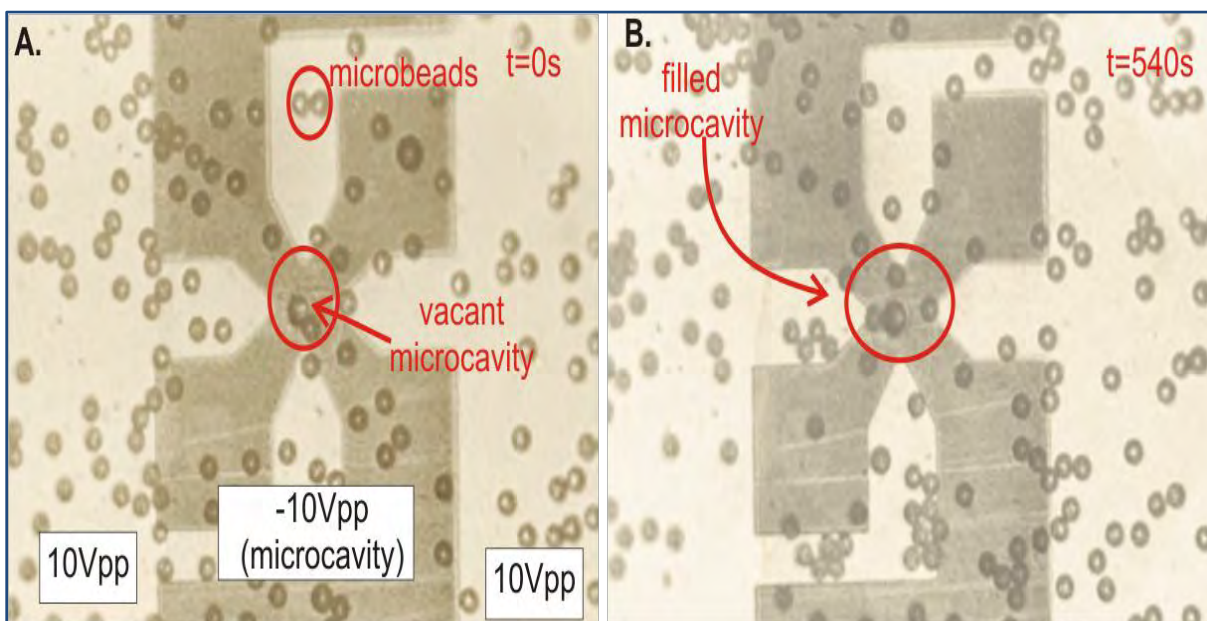 A.
microbeads
t=0s
vacant
microcavity
-10Vpp
(microcavity)
10Vpp
10Vpp
B.
t=540s
filled
microcavity